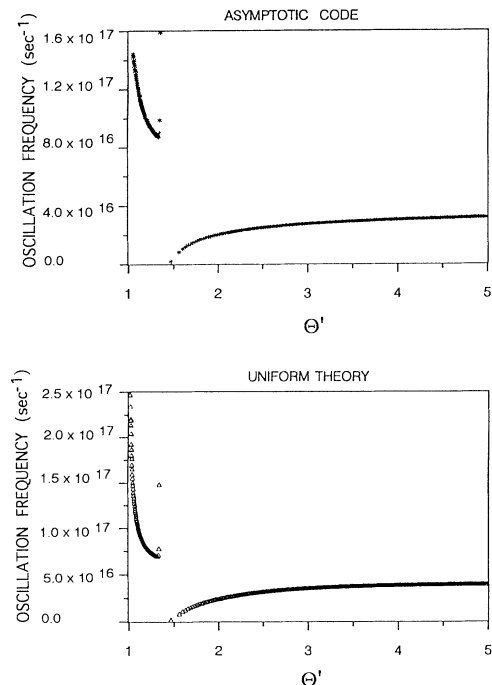 ASYMPTOTIC CODE
OSCILLATION FREQUENCY (sec-1)
1.6 x 10 17
1.2 x 10 17
8.0 x 10 16
4.0 x 10 16
0.0
1 2 3 4 5
Θ'
UNIFORM THEORY
OSCILLATION FREQUENCY (sec-1)
2.5 x 10 17
2.0 x 10 17
1.5 x 10 17
1.0 x 10 17
5.0 x 10 16
0.0
1 2 3 4 5
Θ'